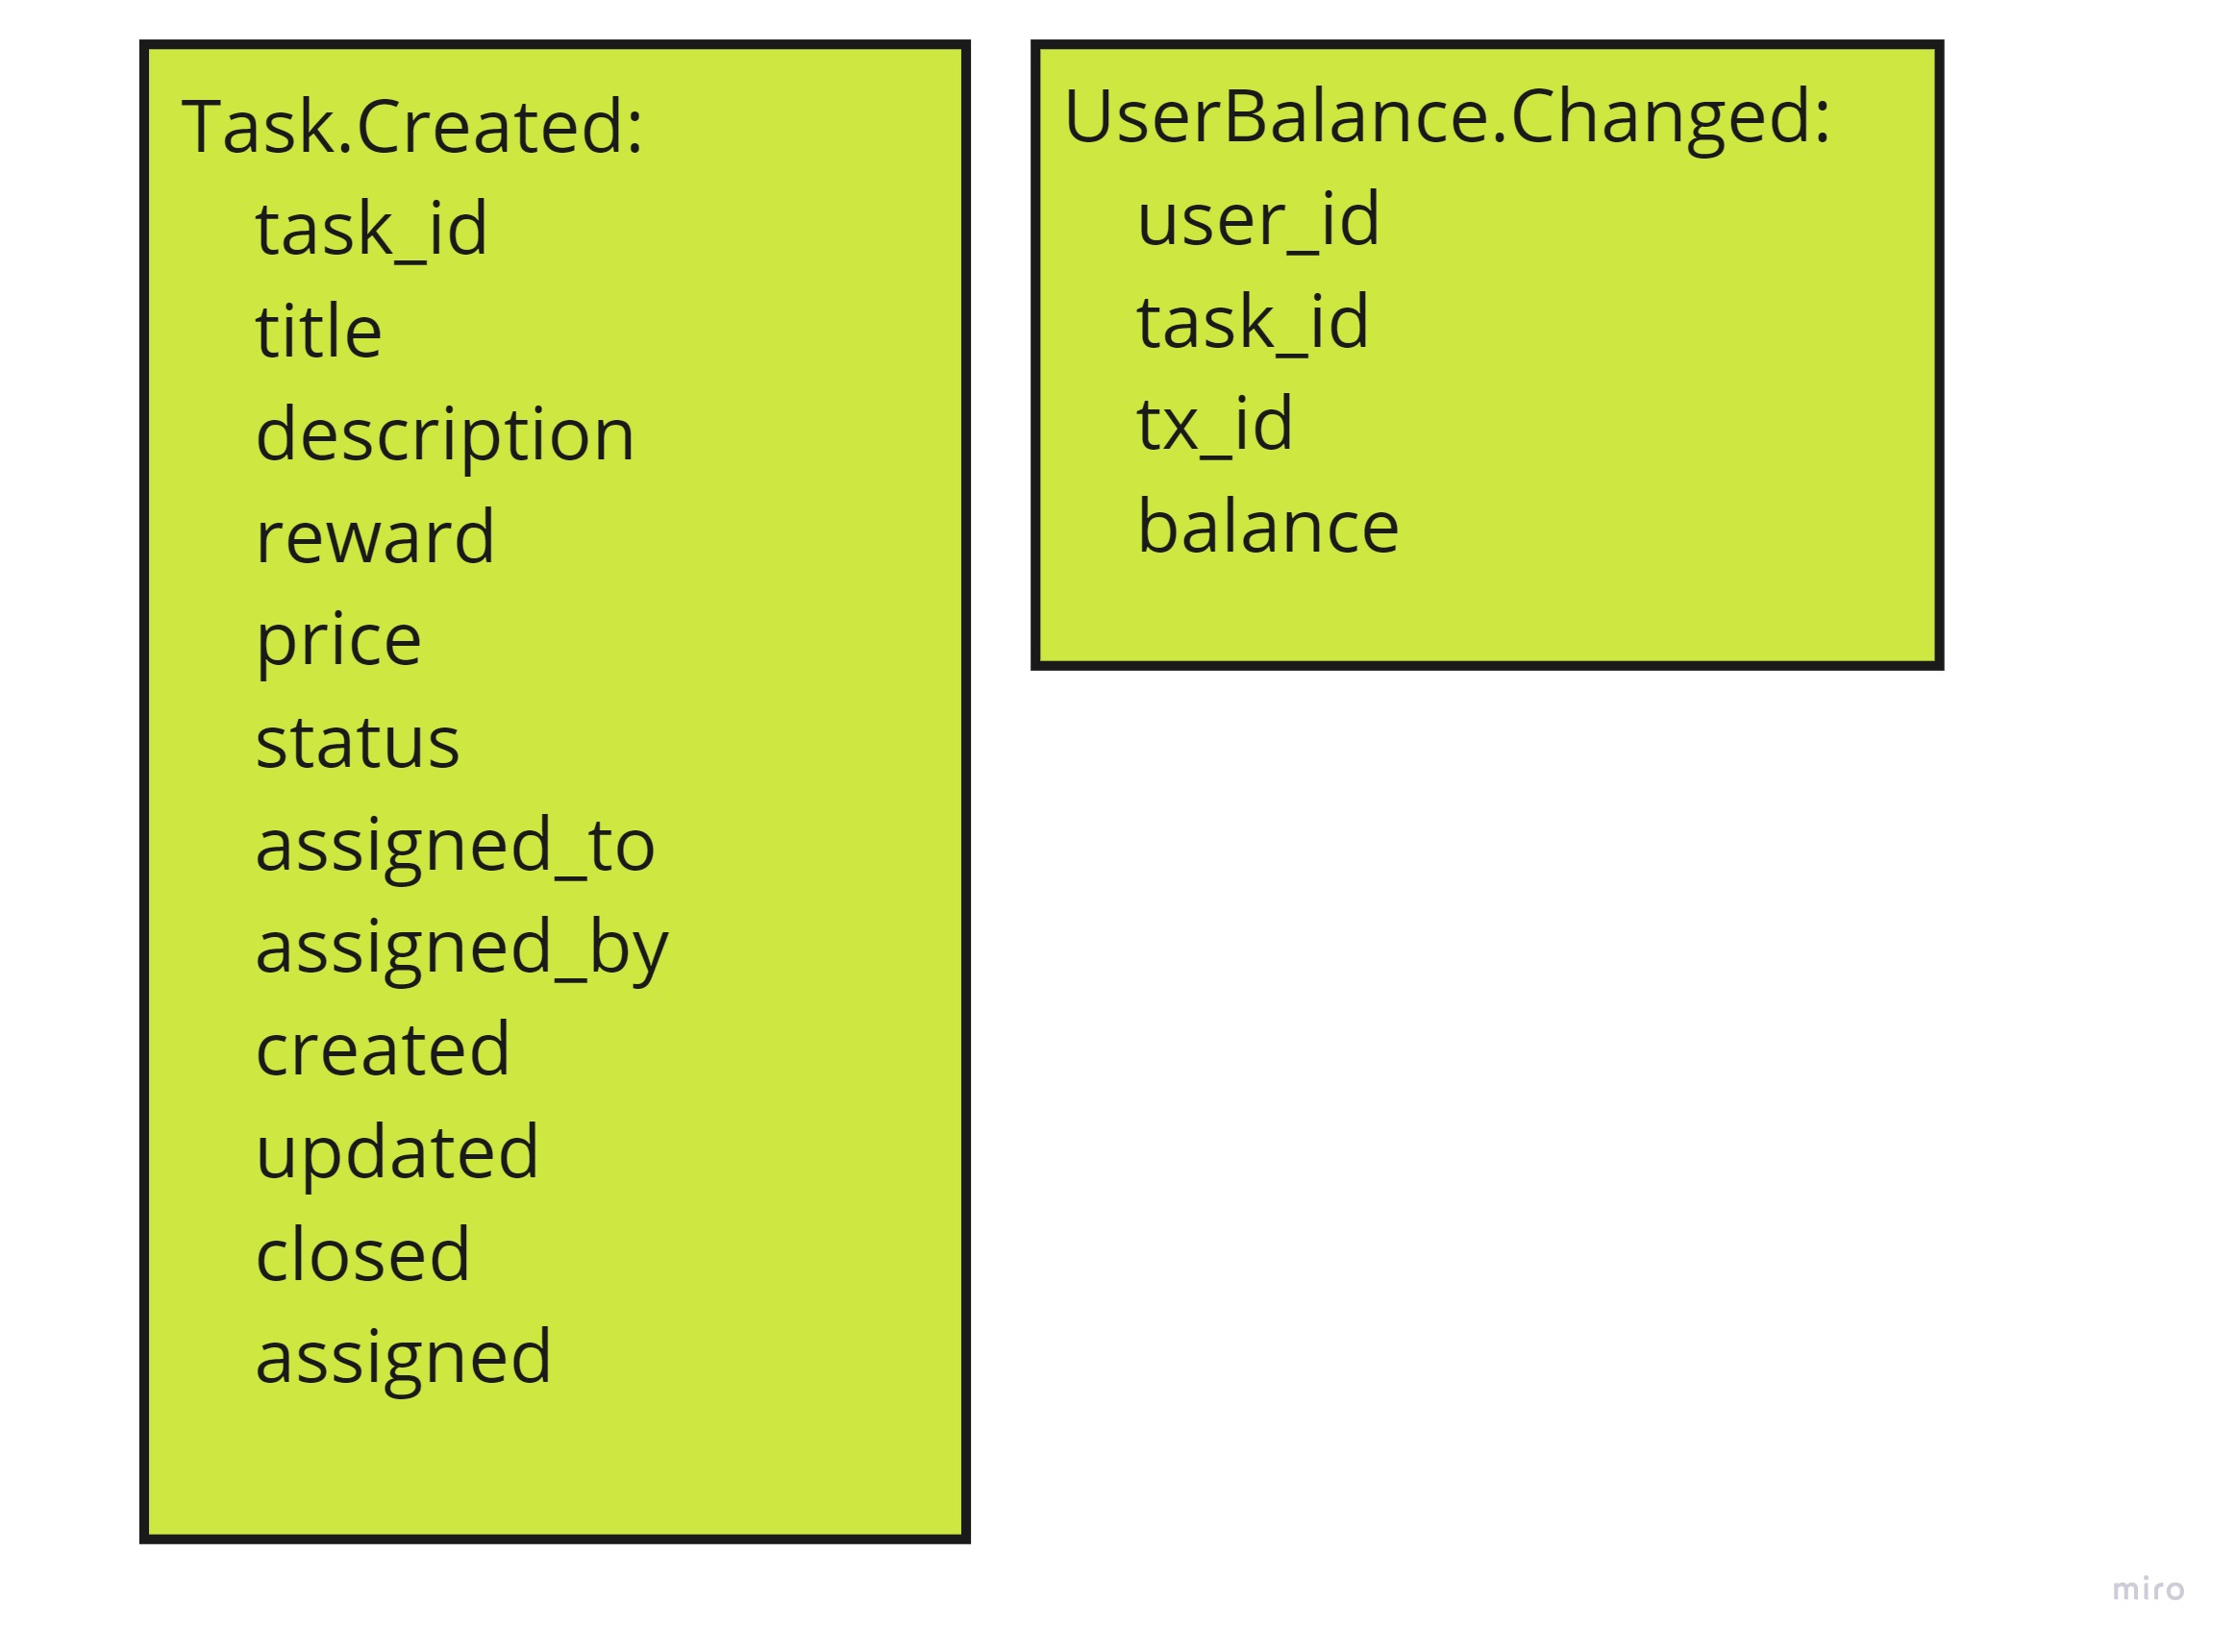 Task.Created:
task_id
title
description
reward
price
status
assigned_to
assigned_by
created
updated
closed
assigned
UserBalance.Changed:
user_id
task_id
tx_id
balance
miro